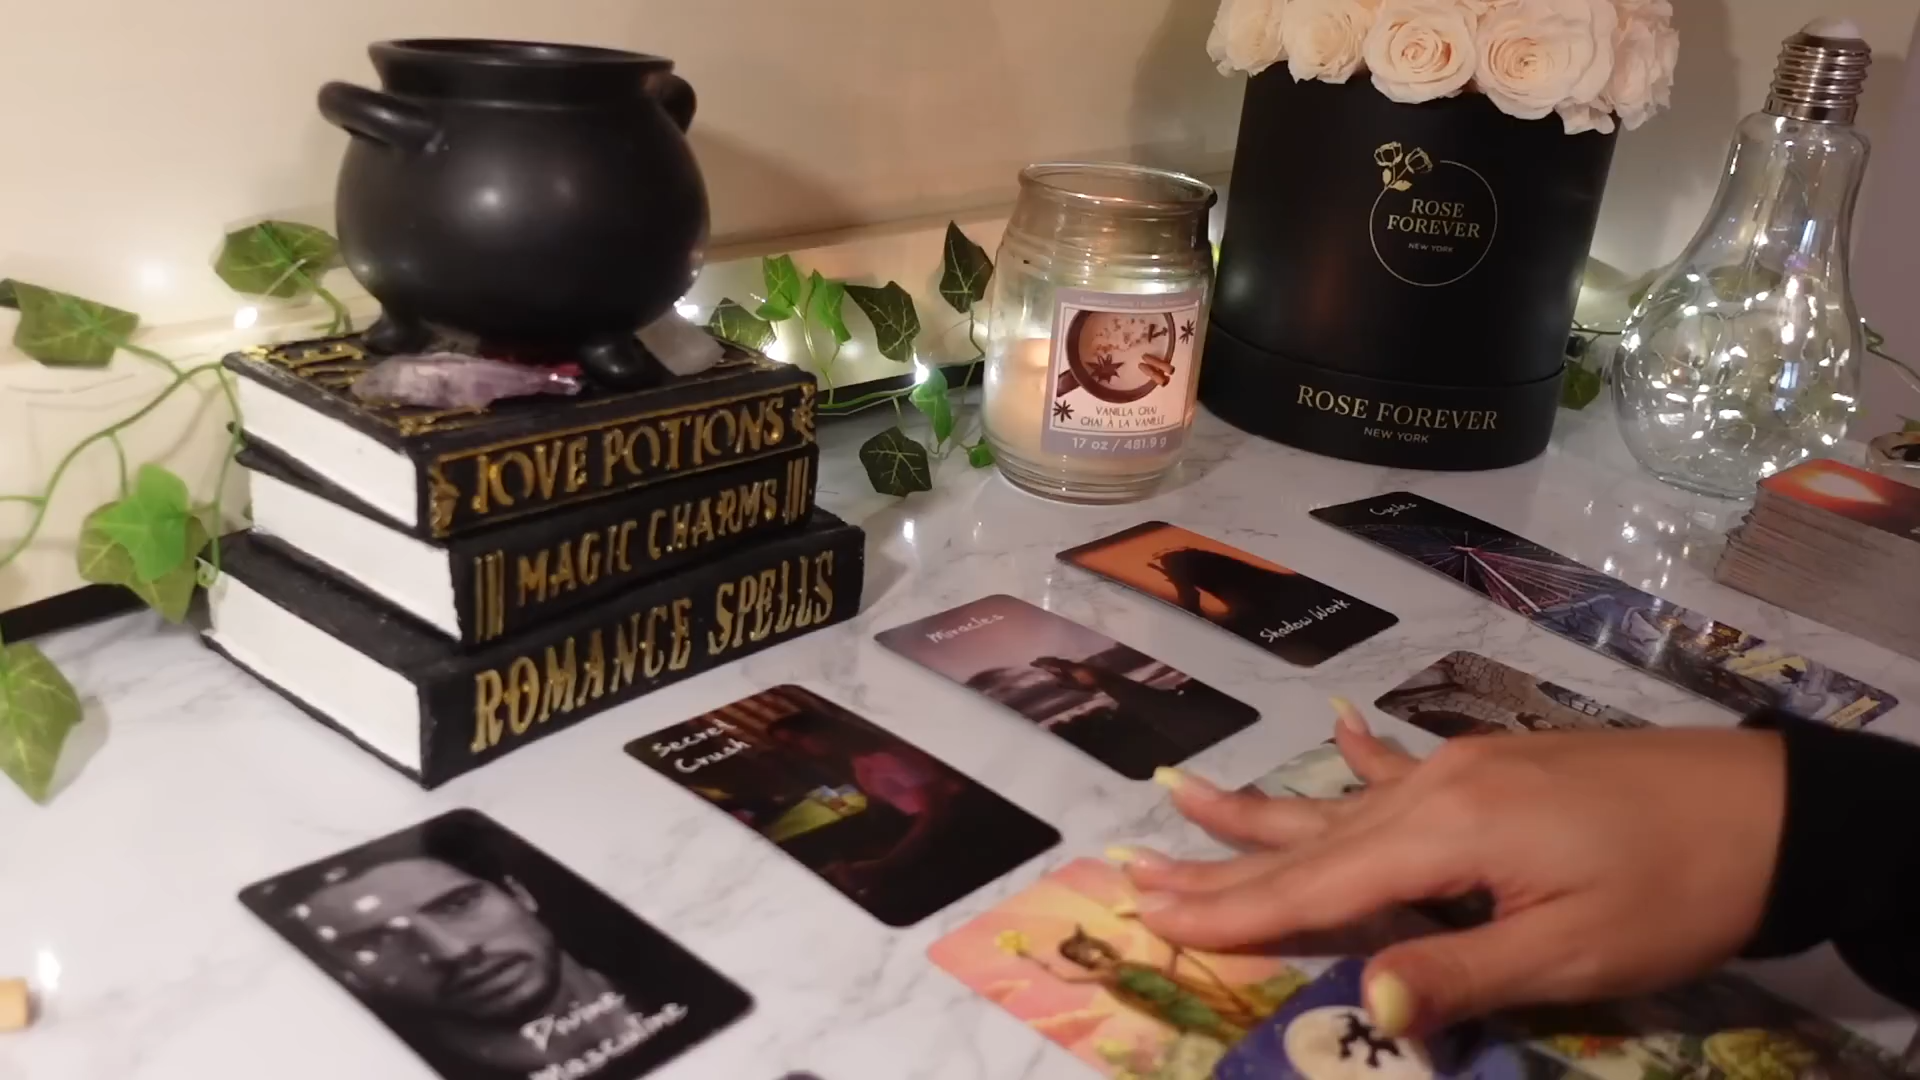 LOVE POTIONS
MAGIC CHARMS
ROMANCE SPELLS
VANILLA CHAI
CHAI À LA VANILLE
17 oz / 481.9 g
ROSE
FOREVER
NEW YORK
ROSE FOREVER
NEW YORK
Cycles
Shadow Work
Miracles
Secret
Crush
Divine
Masculine